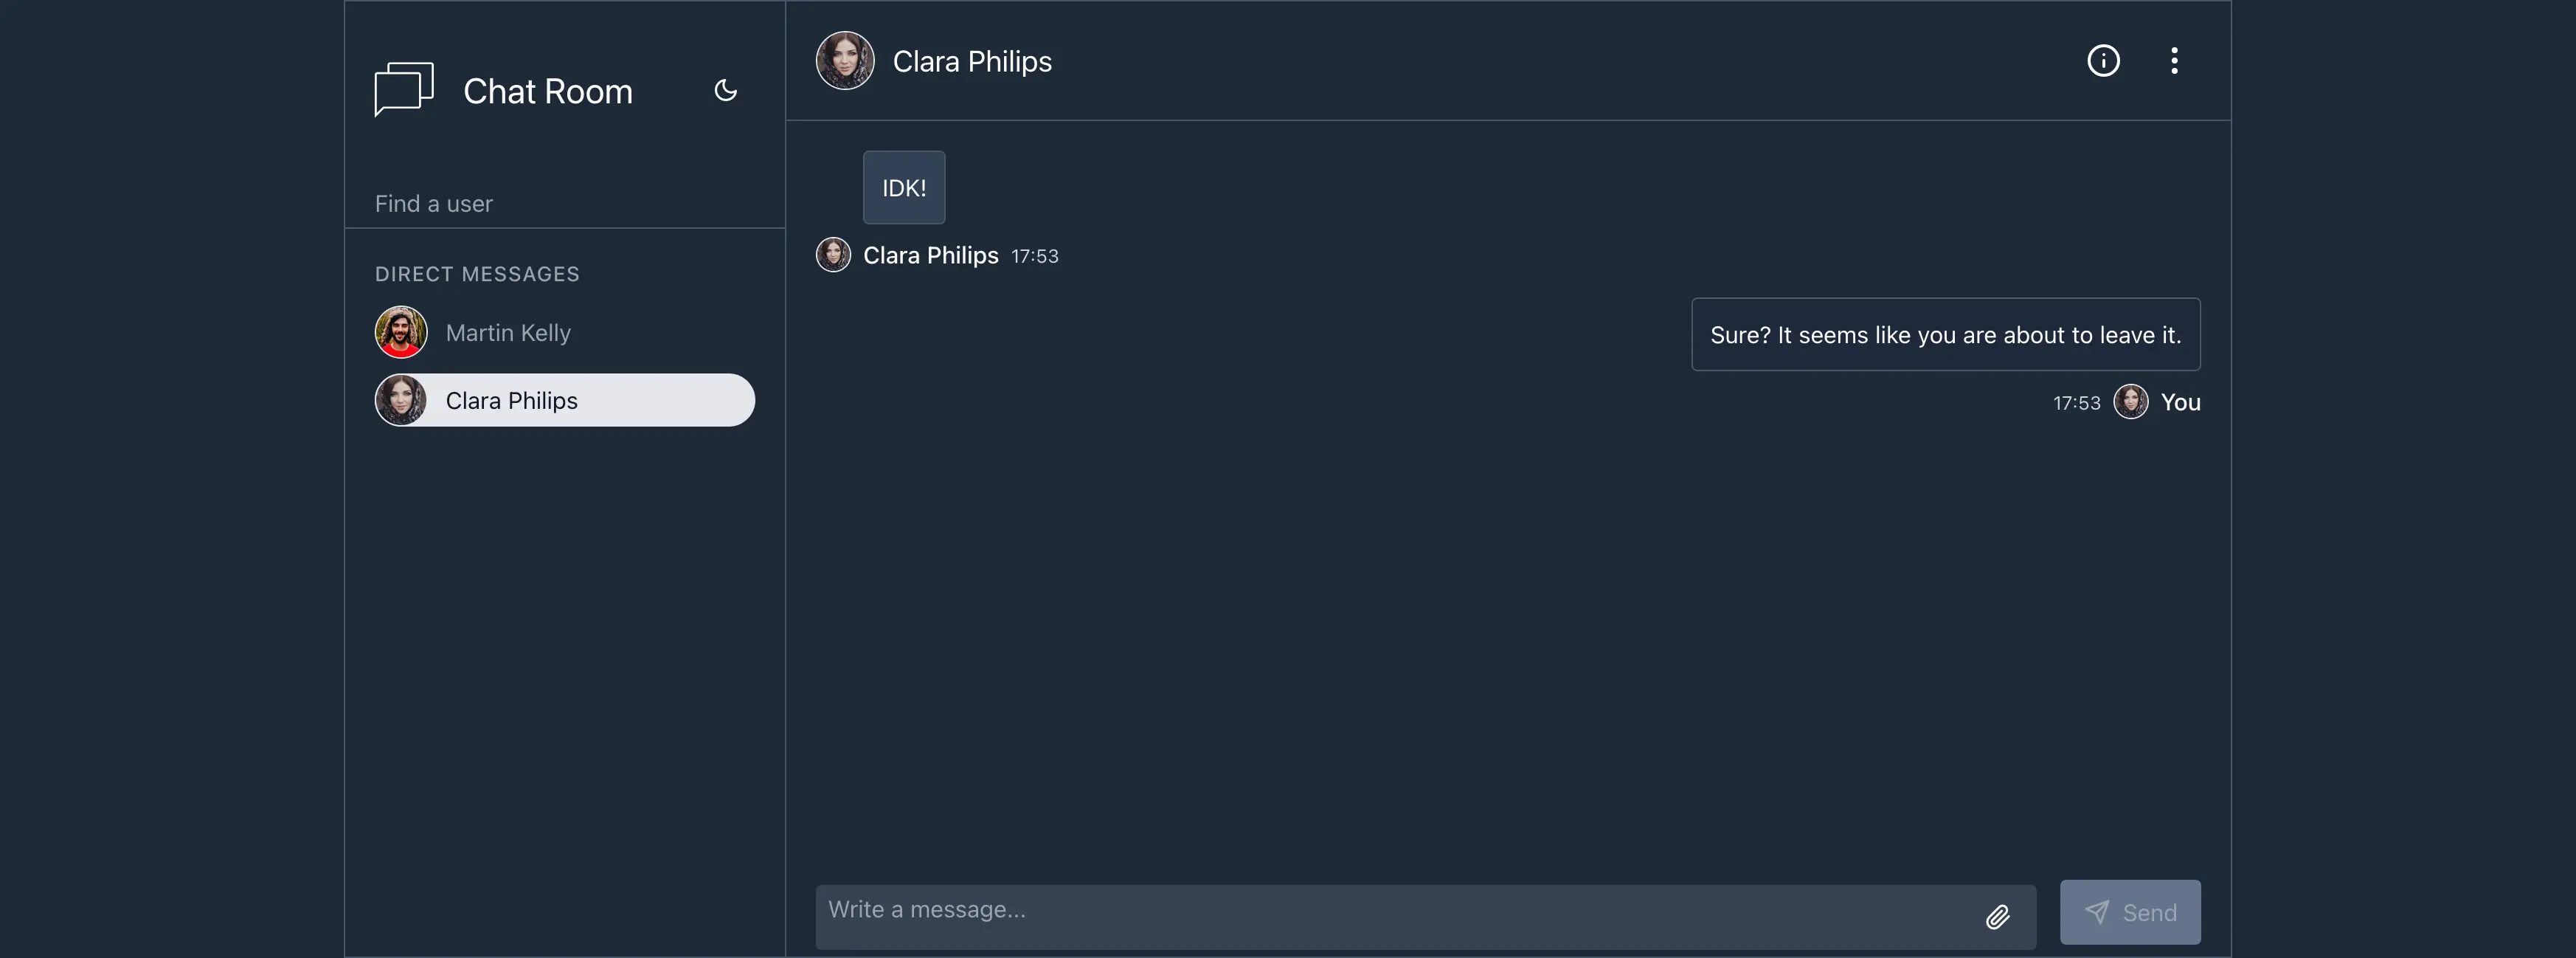 Chat Room
Find a user
DIRECT MESSAGES
Martin Kelly
Clara Philips
Clara Philips
IDK!
Clara Philips 17:53
Sure? It seems like you are about to leave it.
17:53 You
Write a message...
Send